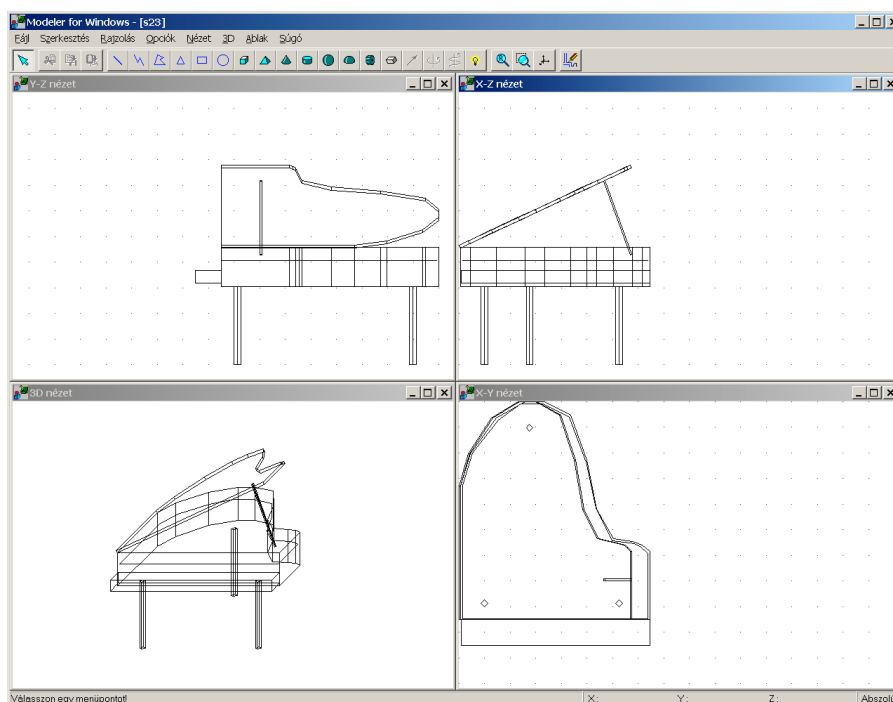 Modeler for Windows - [s23]
Fájl Szerkesztés Rajzolás Opciók Nézet 3D Ablak Súgó
Y-Z nézet
X-Z nézet
3D nézet
X-Y nézet
Válasszon egy menüpontot!
X: Y: Z: Abszolú